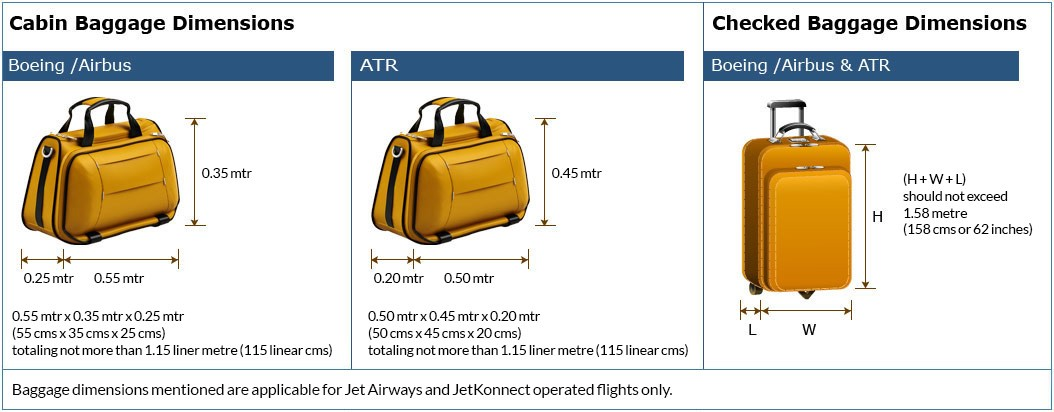 Cabin Baggage Dimensions
Boeing /Airbus
0.35 mtr
0.25 mtr
0.55 mtr
0.55 mtr x 0.35 mtr x 0.25 mtr
(55 cms x 35 cms x 25 cms)
totaling not more than 1.15 liner metre (115 linear cms)
ATR
0.45 mtr
0.20 mtr
0.50 mtr
0.50 mtr x 0.45 mtr x 0.20 mtr
(50 cms x 45 cms x 20 cms)
totaling not more than 1.15 liner metre (115 linear cms)
Checked Baggage Dimensions
Boeing /Airbus & ATR
H
L
W
(H + W + L)
should not exceed
1.58 metre
(158 cms or 62 inches)
Baggage dimensions mentioned are applicable for Jet Airways and JetKonnect operated flights only.